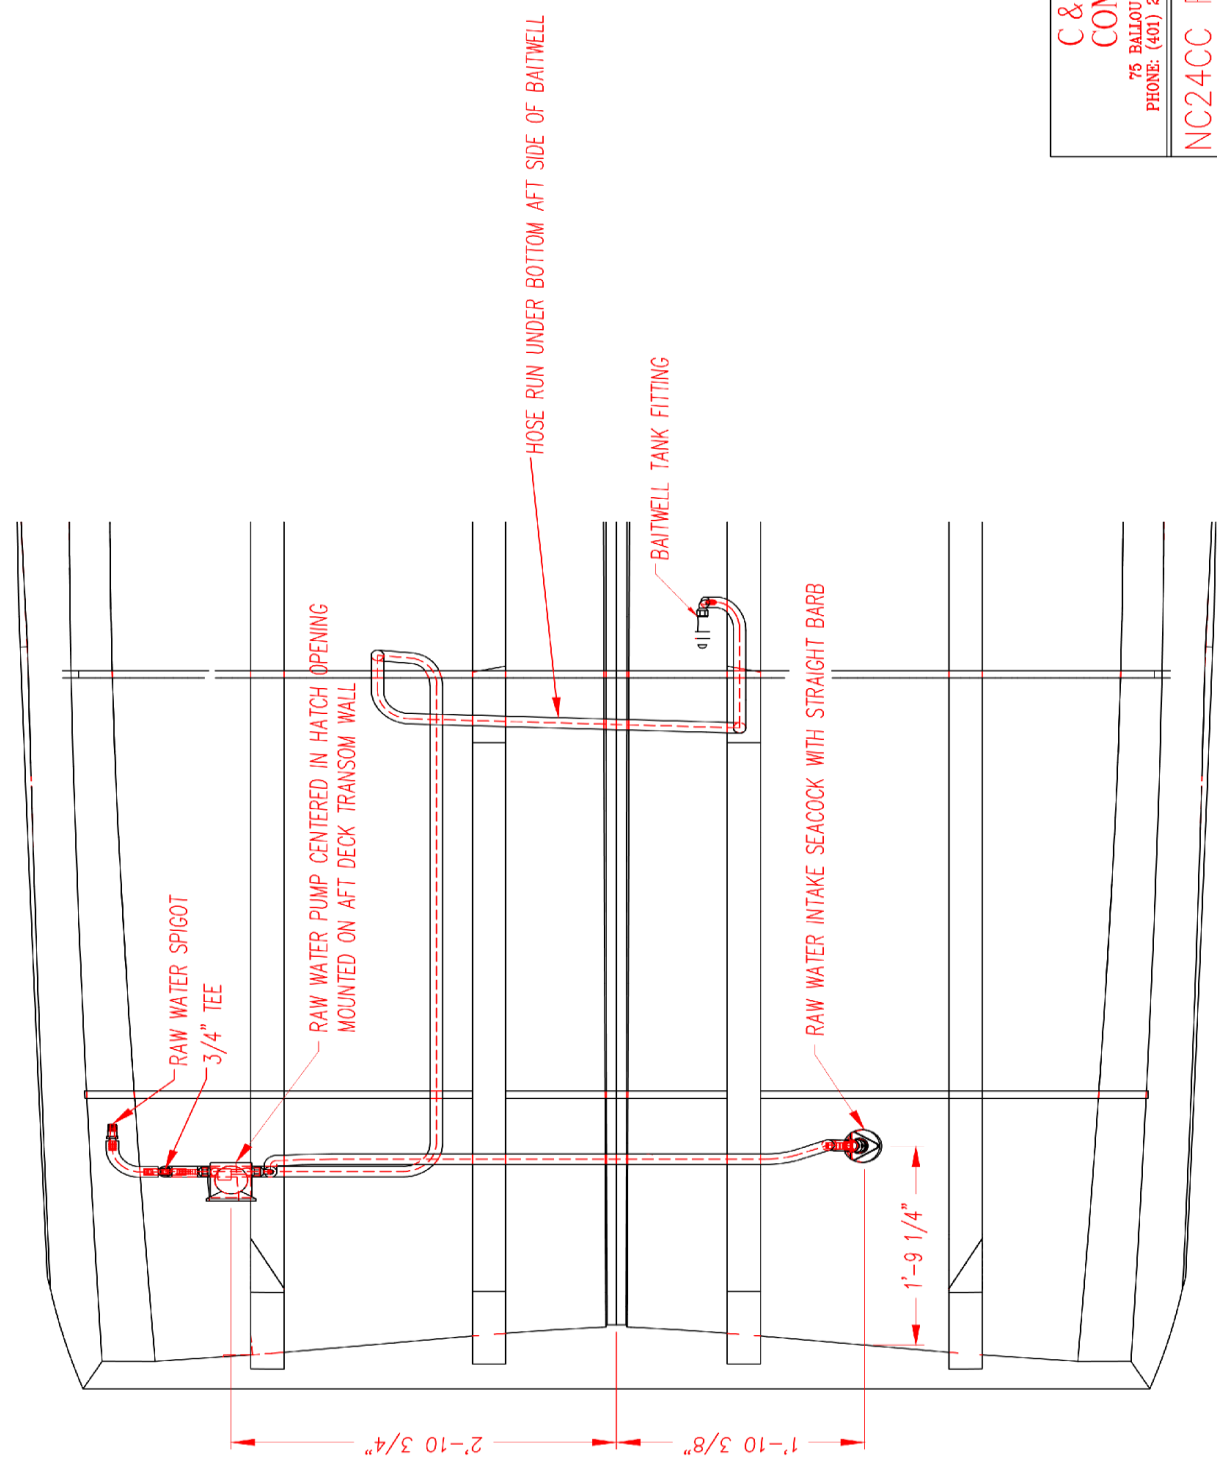 HOSE RUN UNDER BOTTOM AFT SIDE OF BAITWELL
BAITWELL TANK FITTING
RAW WATER PUMP CENTERED IN HATCH OPENING
MOUNTED ON AFT DECK TRANSOM WALL
RAW WATER INTAKE SEACOCK WITH STRAIGHT BARB
RAW WATER SPIGOT
3/4" TEE
1'-9 1/4"
2'-10 3/4"
1'-10 3/8"
C &
75 BALLOU
PHONE: (401)
NC24CC